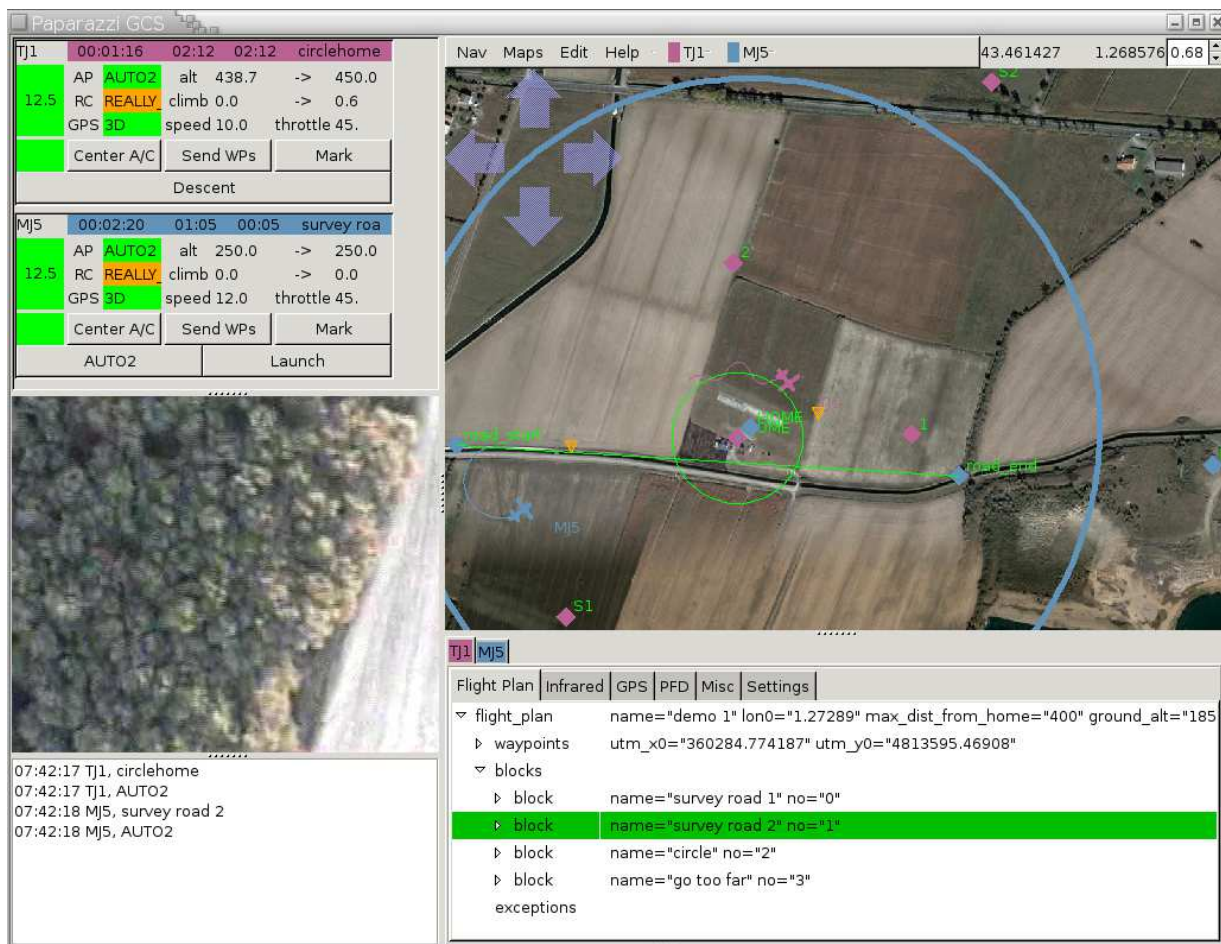 Paparazzi GCS
TJ1 00:01:16 02:12 02:12 circlehome
AP AUTO2 alt 438.7 -> 450.0
12.5 RC REALLY_ climb 0.0 -> 0.6
GPS 3D speed 10.0 throttle 45.
Center A/C Send WPs Mark
Descent
MJ5 00:02:20 01:05 00:05 survey roa
AP AUTO2 alt 250.0 -> 250.0
12.5 RC REALLY_ climb 0.0 -> 0.0
GPS 3D speed 12.0 throttle 45.
Center A/C Send WPs Mark
AUTO2 Launch
Nav Maps Edit Help TJ1 MJ5 43.461427 1.268576 0.68
S2
2
HOME
1
road_end
MJ5
S1
07:42:17 TJ1, circlehome
07:42:17 TJ1, AUTO2
07:42:18 MJ5, survey road 2
07:42:18 MJ5, AUTO2
TJ1 MJ5
Flight Plan Infrared GPS PFD Misc Settings
flight_plan name="demo 1" lon0="1.27289" max_dist_from_home="400" ground_alt="185
waypoints utm_x0="360284.774187" utm_y0="4813595.46908"
blocks
block name="survey road 1" no="0"
block name="survey road 2" no="1"
block name="circle" no="2"
block name="go too far" no="3"
exceptions